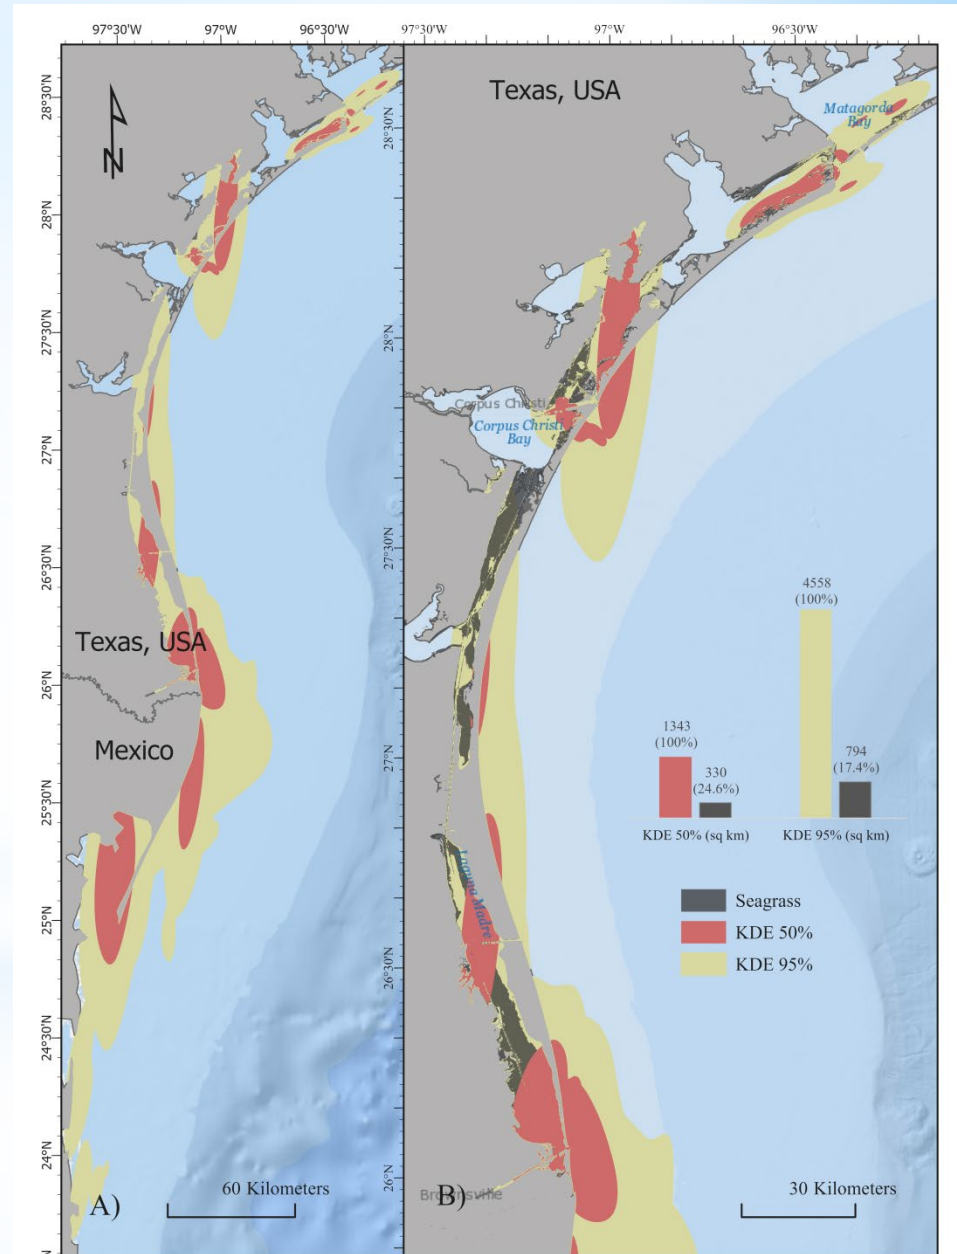 97°30'W
97°W
96°30'W
97°30'W
97°W
96°30'W
28°30'N
28°N
27°30'N
27°N
26°30'N
26°N
25°30'N
25°N
24°30'N
24°N
N
Texas, USA
Mexico
A)
60 Kilometers
28°30'N
28°N
27°30'N
27°N
26°30'N
26°N
Texas, USA
Matagorda
Bay
Corpus Christi
Corpus Christi
Bay
Laguna Madre
Brownsville
4558
(100%)
1343
(100%)
794
(17.4%)
330
(24.6%)
KDE 50% (sq km)
KDE 95% (sq km)
Seagrass
KDE 50%
KDE 95%
B)
30 Kilometers